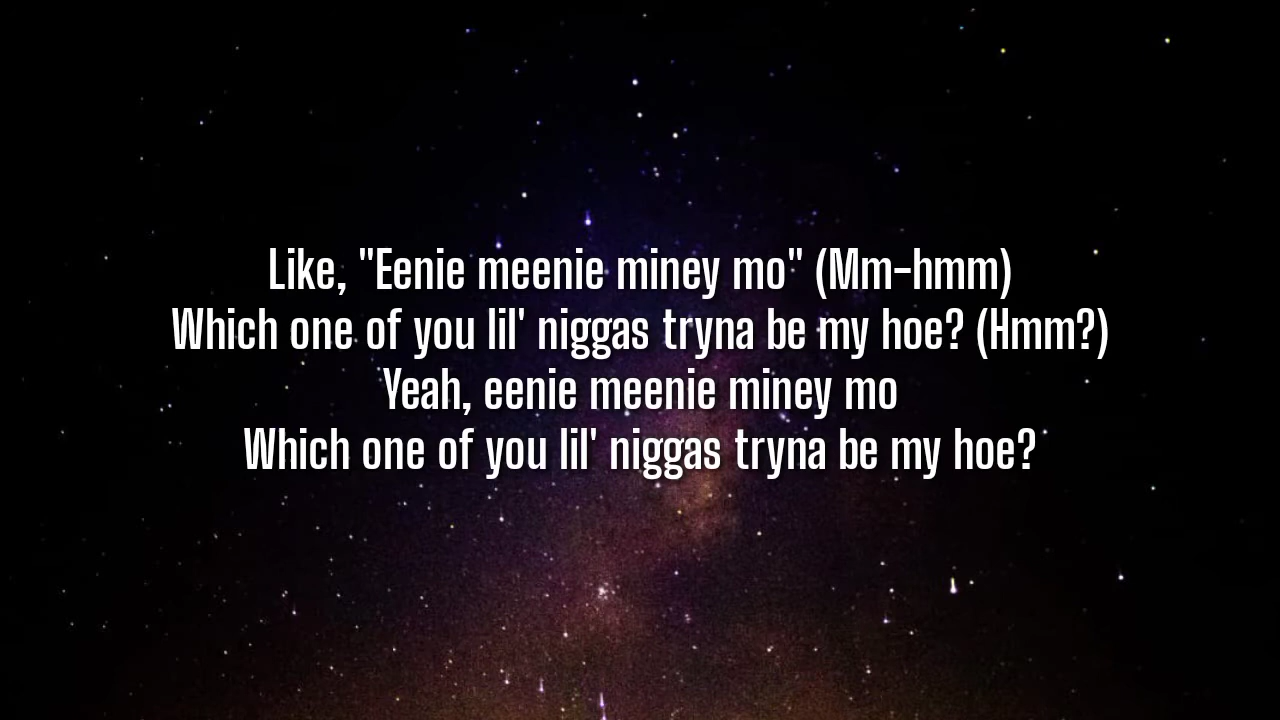 Like, "Eenie meenie miney mo" (Mm-hmm)
Which one of you lil' niggas tryna be my hoe? (Hmm?)
Yeah, eenie meenie miney mo
Which one of you lil' niggas tryna be my hoe?